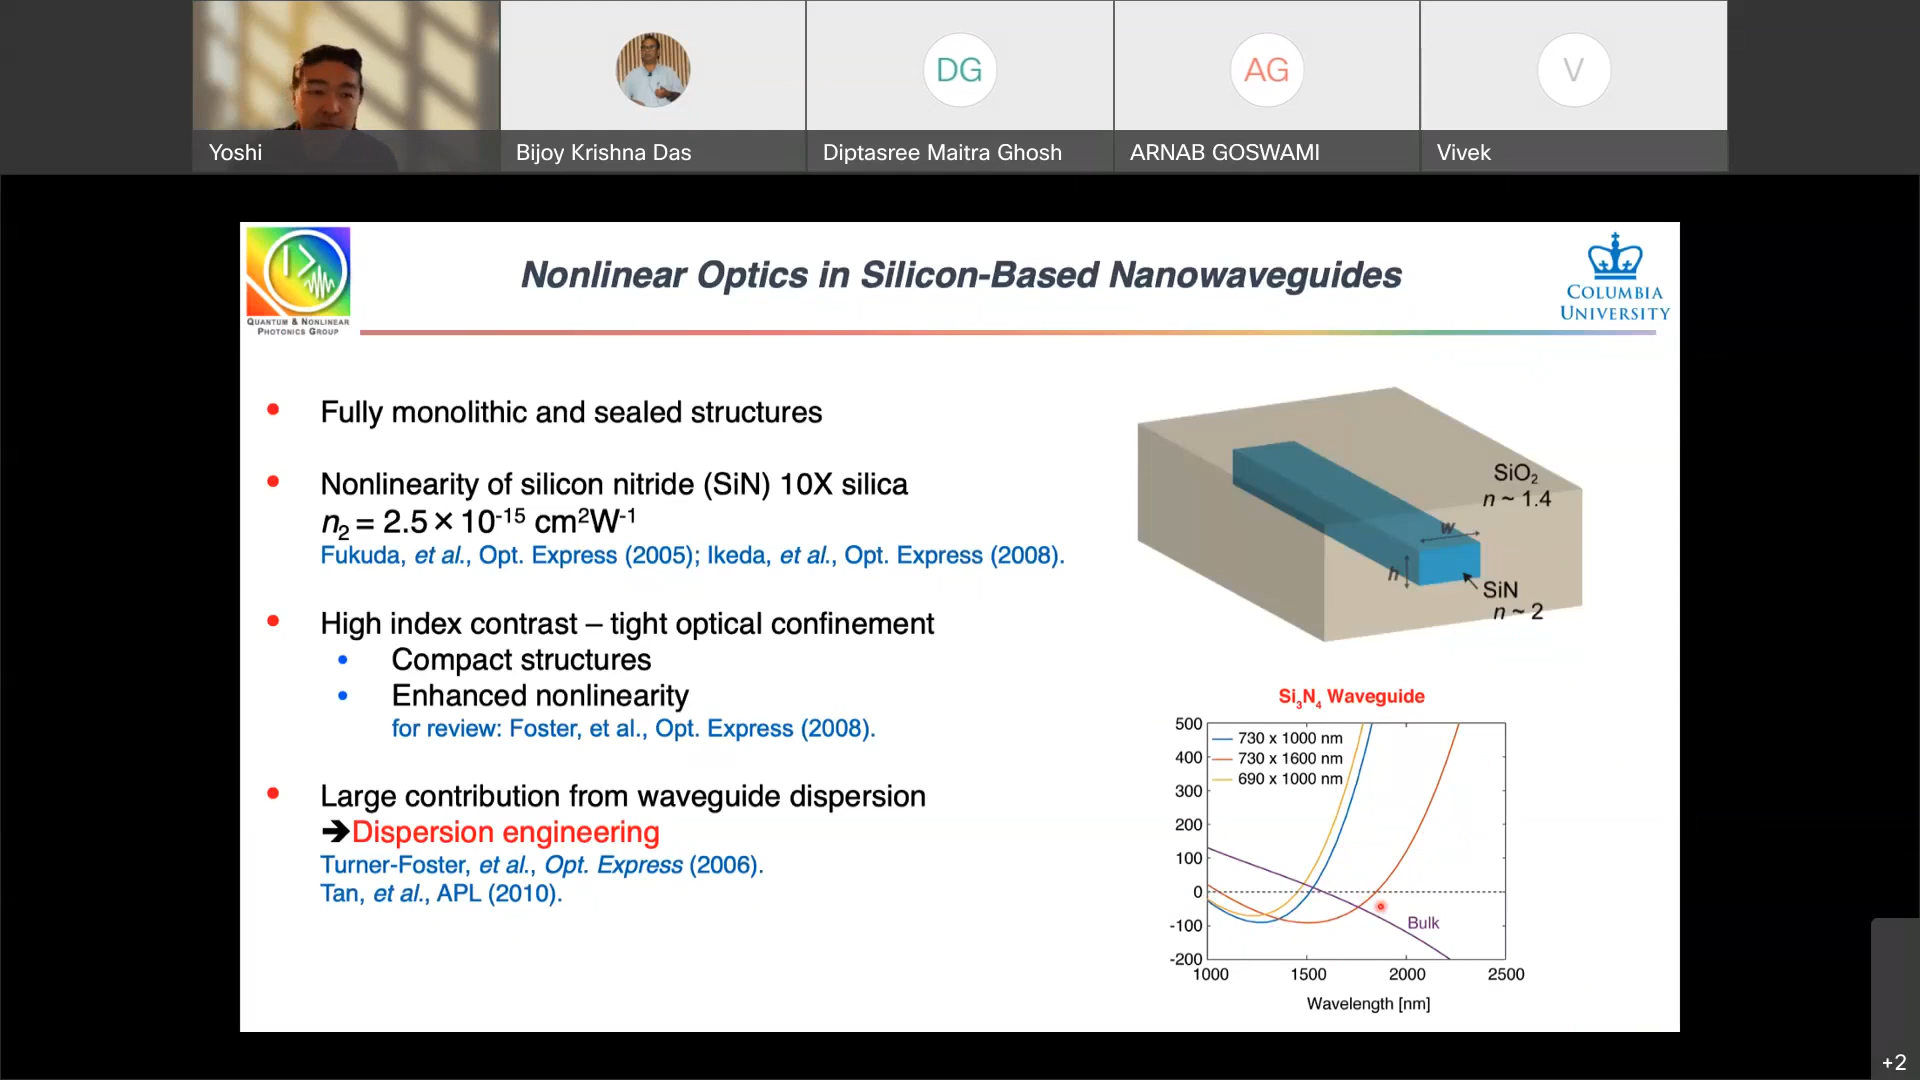 DG
AG
V
Yoshi
Bijoy Krishna Das
Diptasree Maitra Ghosh
ARNAB GOSWAMI
Vivek
QUANTUM & NONLINEAR
PHOTONICS GROUP
Nonlinear Optics in Silicon-Based Nanowaveguides
COLUMBIA
UNIVERSITY
• Fully monolithic and sealed structures
• Nonlinearity of silicon nitride (SiN) 10X silica
n₂ = 2.5 × 10⁻¹⁵ cm²W⁻¹
Fukuda, et al., Opt. Express (2005); Ikeda, et al., Opt. Express (2008).
• High index contrast – tight optical confinement
• Compact structures
• Enhanced nonlinearity
for review: Foster, et al., Opt. Express (2008).
• Large contribution from waveguide dispersion
➔Dispersion engineering
Turner-Foster, et al., Opt. Express (2006).
Tan, et al., APL (2010).
SiO₂
n ~ 1.4
w
h
SiN
n ~ 2
Si₃N₄ Waveguide
500
400
300
200
100
0
-100
-200
730 x 1000 nm
730 x 1600 nm
690 x 1000 nm
Bulk
1000 1500 2000 2500
Wavelength [nm]
+2